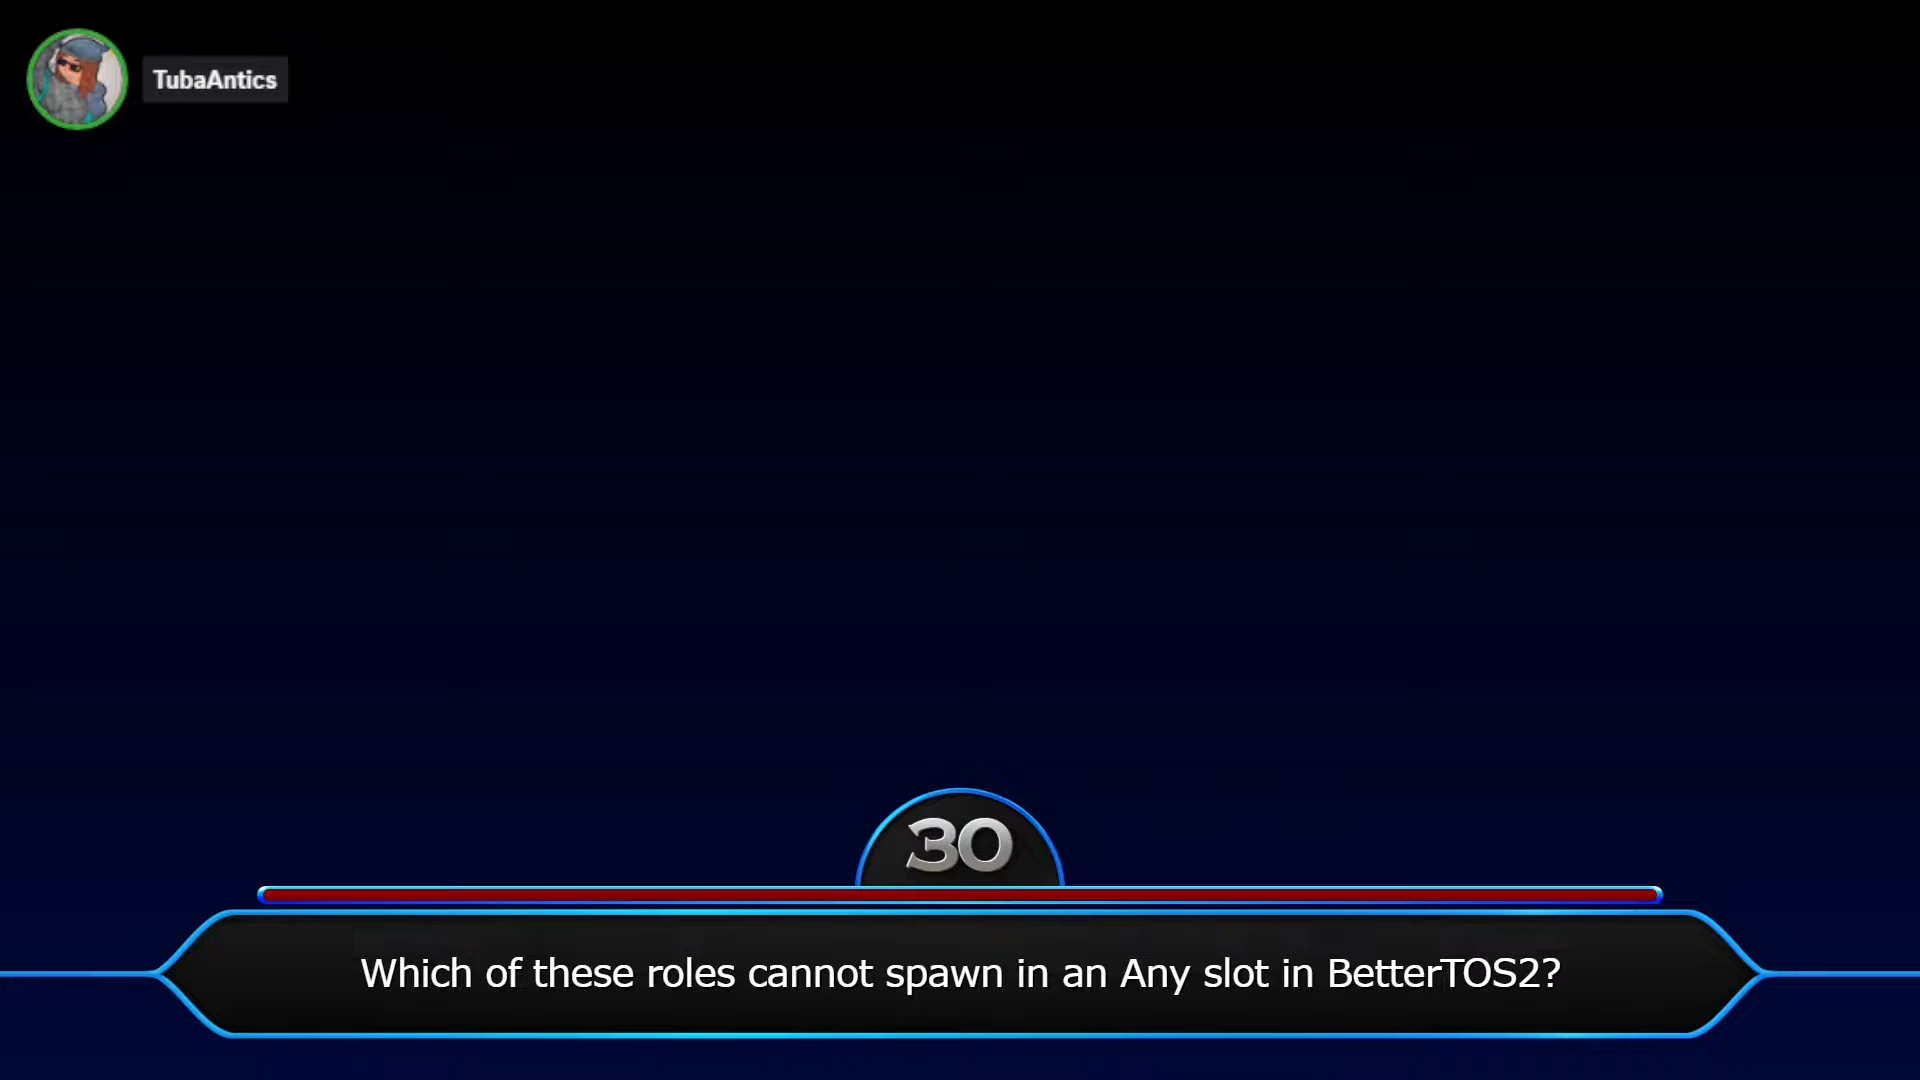 TubaAntics
30
Which of these roles cannot spawn in an Any slot in BetterTOS2?